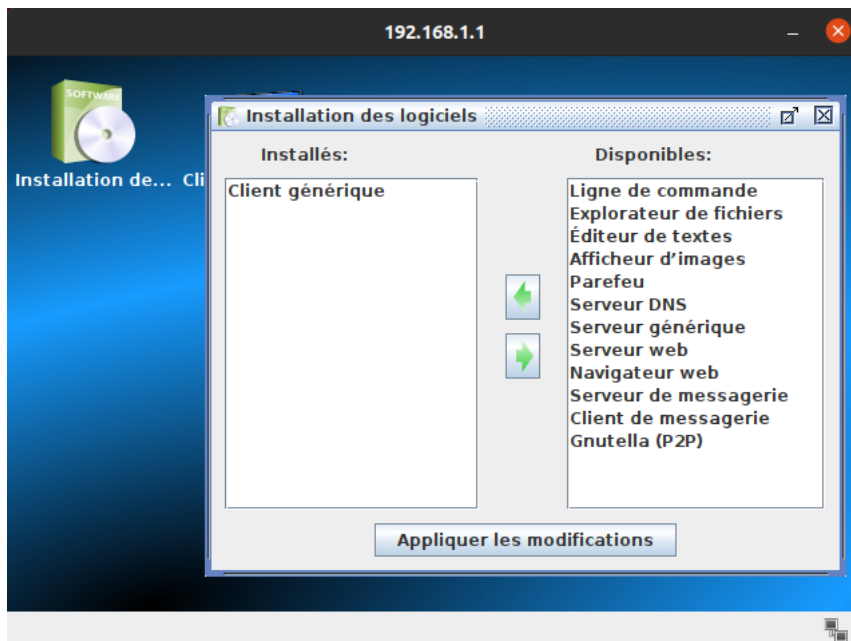 192.168.1.1
SOFTWARE
Installation de...
Cli
Installation des logiciels
Installés:
Client générique
Disponibles:
Ligne de commande
Explorateur de fichiers
Éditeur de textes
Afficheur d’images
Parefeu
Serveur DNS
Serveur générique
Serveur web
Navigateur web
Serveur de messagerie
Client de messagerie
Gnutella (P2P)
Appliquer les modifications